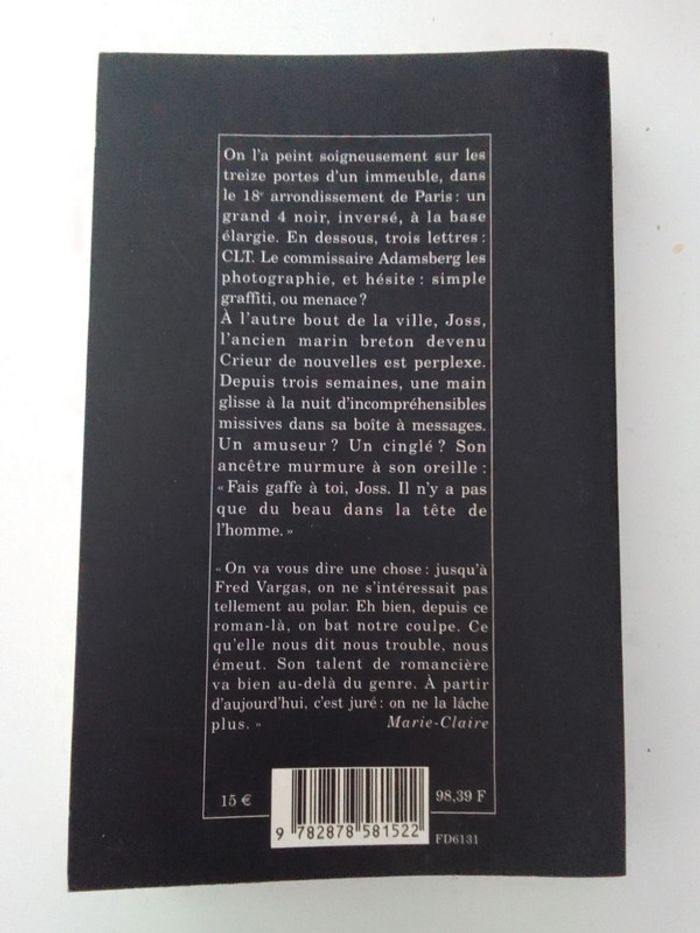 On l'a peint soigneusement sur les
treize portes d'un immeuble, dans
le 18e arrondissement de Paris : un
grand 4 noir, inversé, à la base
élargie. En dessous, trois lettres :
CLT. Le commissaire Adamsberg les
photographie, et hésite : simple
graffiti, ou menace ?
À l'autre bout de la ville, Joss,
l'ancien marin breton devenu
Crieur de nouvelles est perplexe.
Depuis trois semaines, une main
glisse à la nuit d'incompréhensibles
missives dans sa boîte à messages.
Un amuseur ? Un cinglé ? Son
ancêtre murmure à son oreille :
« Fais gaffe à toi, Joss. Il n'y a pas
que du beau dans la tête de
l'homme. »
« On va vous dire une chose : jusqu'à
Fred Vargas, on ne s'intéressait pas
tellement au polar. Eh bien, depuis ce
roman-là, on bat notre coulpe. Ce
qu'elle nous dit nous trouble, nous
émeut. Son talent de romancière
va bien au-delà du genre. À partir
d'aujourd'hui, c'est juré : on ne la lâche
plus. » Marie-Claire
15 € 98,39 F
9 782878 581522
FD6131